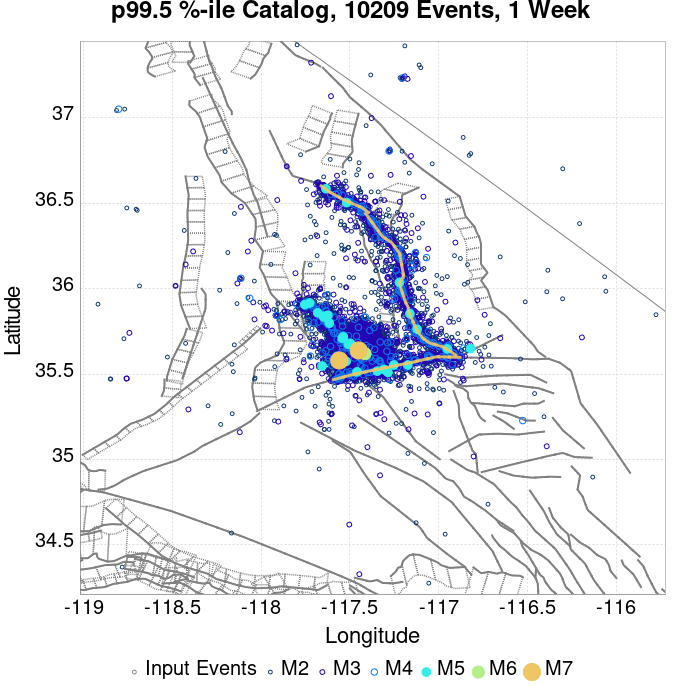 p99.5 %-ile Catalog, 10209 Events, 1 Week
37
36.5
36
35.5
35
34.5
Latitude
-119 -118.5 -118 -117.5 -117 -116.5 -116
Longitude
Input Events M2 M3 M4 M5 M6 M7